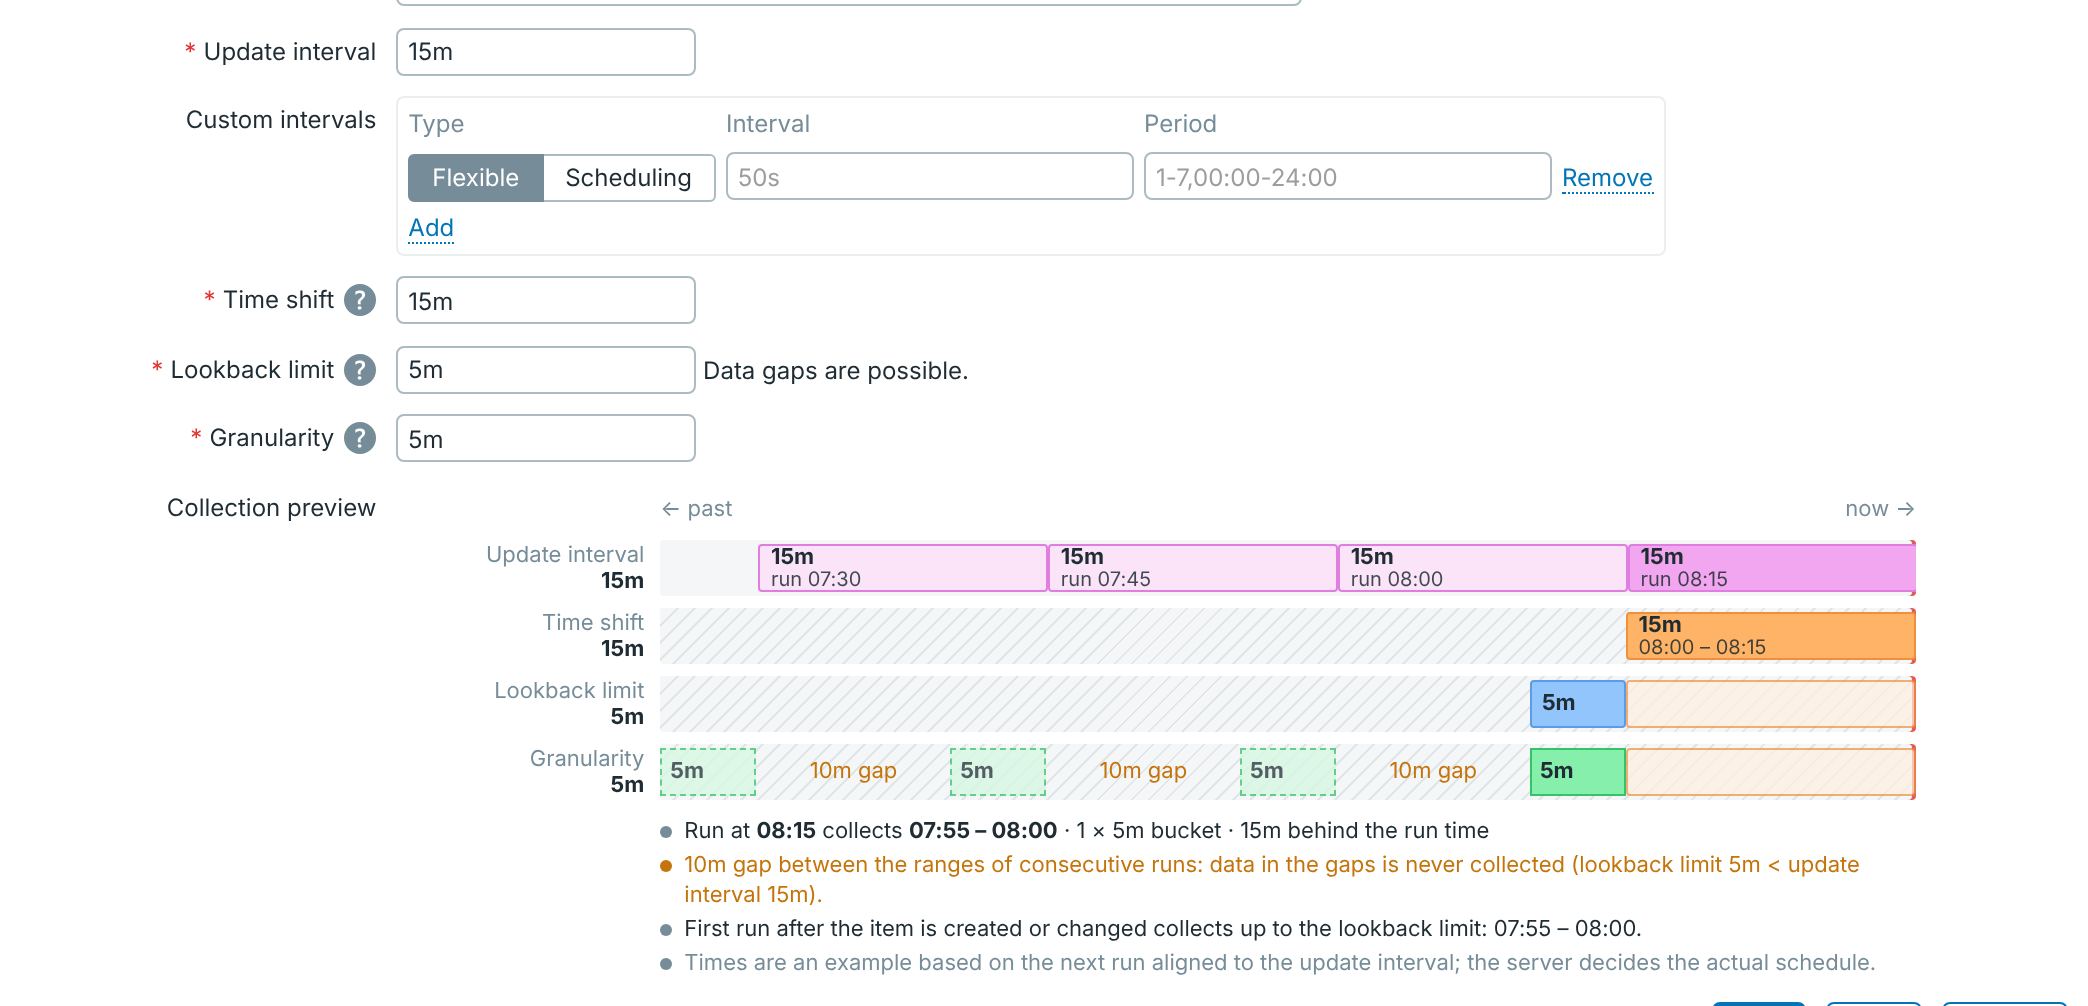 * Update interval 15m
Custom intervals
Type Interval Period
Flexible Scheduling 50s 1-7,00:00-24:00 Remove
Add
* Time shift ? 15m
* Lookback limit ? 5m Data gaps are possible.
* Granularity ? 5m
Collection preview ← past now →
Update interval
15m
15m
run 07:30
15m
run 07:45
15m
run 08:00
15m
run 08:15
Time shift
15m
15m
08:00 – 08:15
Lookback limit
5m
5m
Granularity
5m
5m 10m gap 5m 10m gap 5m 10m gap 5m
Run at 08:15 collects 07:55 – 08:00 · 1 × 5m bucket · 15m behind the run time
10m gap between the ranges of consecutive runs: data in the gaps is never collected (lookback limit 5m < update
interval 15m).
First run after the item is created or changed collects up to the lookback limit: 07:55 – 08:00.
Times are an example based on the next run aligned to the update interval; the server decides the actual schedule.